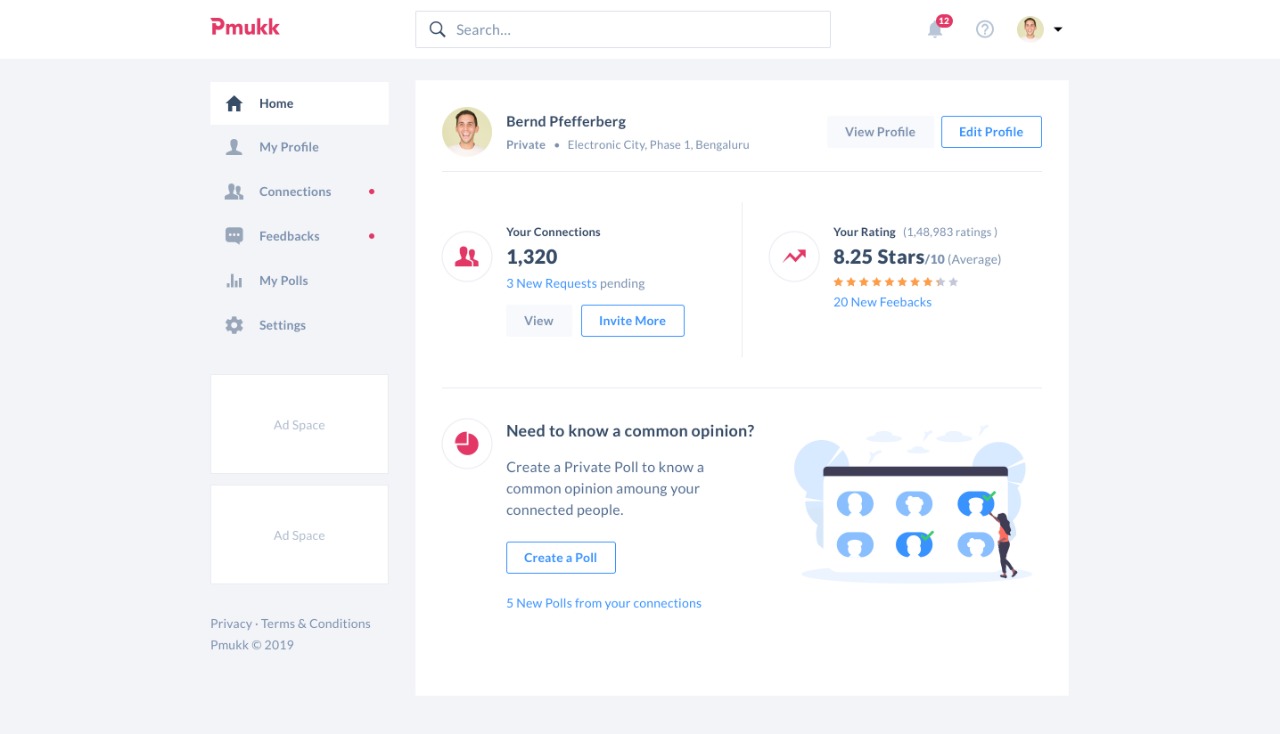 Pmukk
Search...
12
Home
My Profile
Connections
Feedbacks
My Polls
Settings
Ad Space
Ad Space
Privacy · Terms & Conditions
Pmukk © 2019
Bernd Pfefferberg
Private • Electronic City, Phase 1, Bengaluru
View Profile
Edit Profile
Your Connections
1,320
3 New Requests pending
View
Invite More
Your Rating (1,48,983 ratings )
8.25 Stars/10 (Average)
20 New Feebacks
Need to know a common opinion?
Create a Private Poll to know a
common opinion amoung your
connected people.
Create a Poll
5 New Polls from your connections